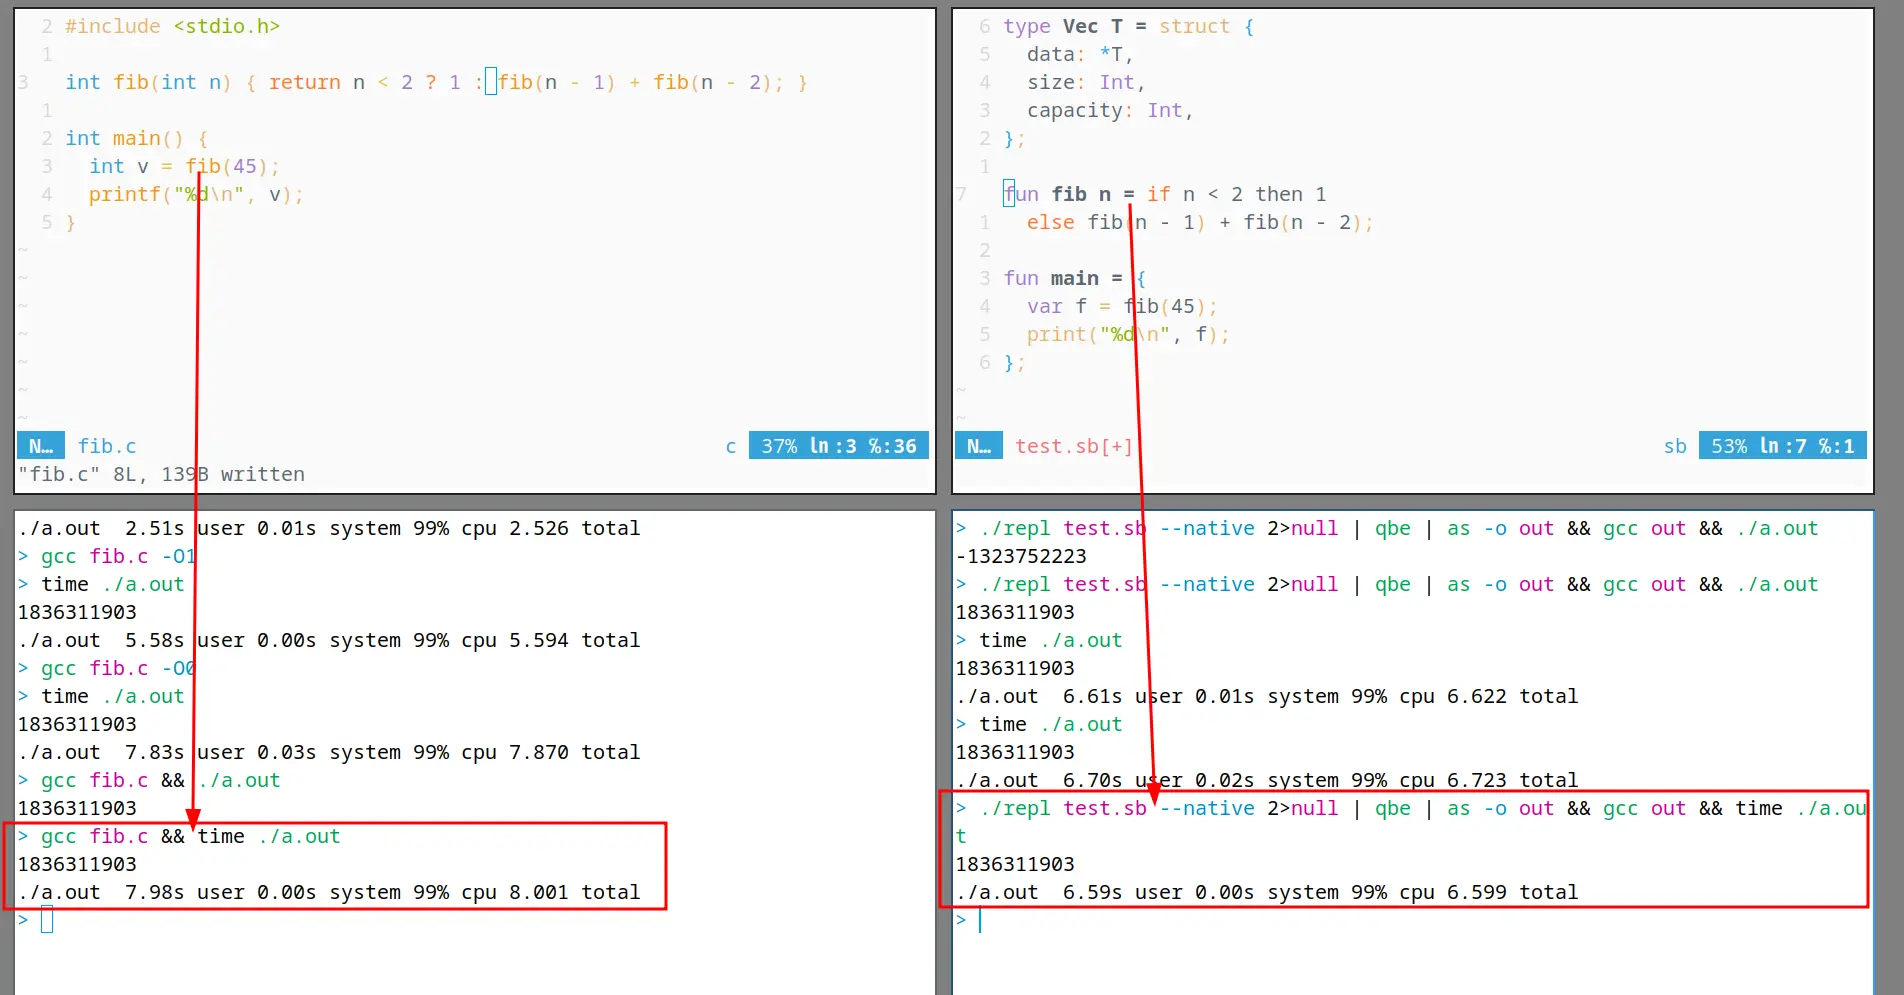 2 #include <stdio.h>
1
3 int fib(int n) { return n < 2 ? 1 : fib(n - 1) + fib(n - 2); }
1
2 int main() {
3   int v = fib(45);
4   printf("%d\n", v);
5 }
~
~
~
~
~
~
~
N… fib.c c 37% ln:3 %:36
"fib.c" 8L, 139B written
6 type Vec T = struct {
5   data: *T,
4   size: Int,
3   capacity: Int,
2 };
1
7 fun fib n = if n < 2 then 1
1   else fib(n - 1) + fib(n - 2);
2
3 fun main = {
4   var f = fib(45);
5   print("%d\n", f);
6 };
~
~
N… test.sb[+] sb 53% ln:7 %:1
./a.out  2.51s user 0.01s system 99% cpu 2.526 total
> gcc fib.c -O1
> time ./a.out
1836311903
./a.out  5.58s user 0.00s system 99% cpu 5.594 total
> gcc fib.c -O0
> time ./a.out
1836311903
./a.out  7.83s user 0.03s system 99% cpu 7.870 total
> gcc fib.c && ./a.out
1836311903
> gcc fib.c && time ./a.out
1836311903
./a.out  7.98s user 0.00s system 99% cpu 8.001 total
>
> ./repl test.sb --native 2>null | qbe | as -o out && gcc out && ./a.out
-1323752223
> ./repl test.sb --native 2>null | qbe | as -o out && gcc out && ./a.out
1836311903
> time ./a.out
1836311903
./a.out  6.61s user 0.01s system 99% cpu 6.622 total
> time ./a.out
1836311903
./a.out  6.70s user 0.02s system 99% cpu 6.723 total
> ./repl test.sb --native 2>null | qbe | as -o out && gcc out && time ./a.ou
t
1836311903
./a.out  6.59s user 0.00s system 99% cpu 6.599 total
>